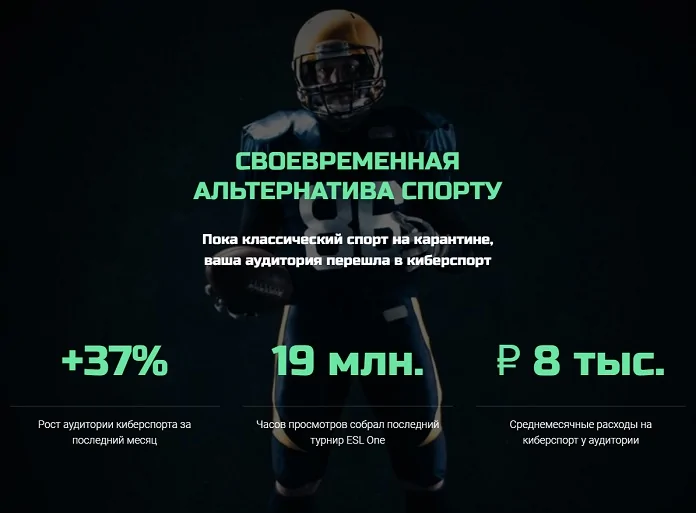 СВОЕВРЕМЕННАЯ
АЛЬТЕРНАТИВА СПОРТУ
86
Пока классический спорт на карантине,
ваша аудитория перешла в киберспорт
+37%
19 млн.
₽ 8 тыс.
Рост аудитории киберспорта за
последний месяц
Часов просмотров собрал последний
турнир ESL One
Среднемесячные расходы на
киберспорт у аудитории